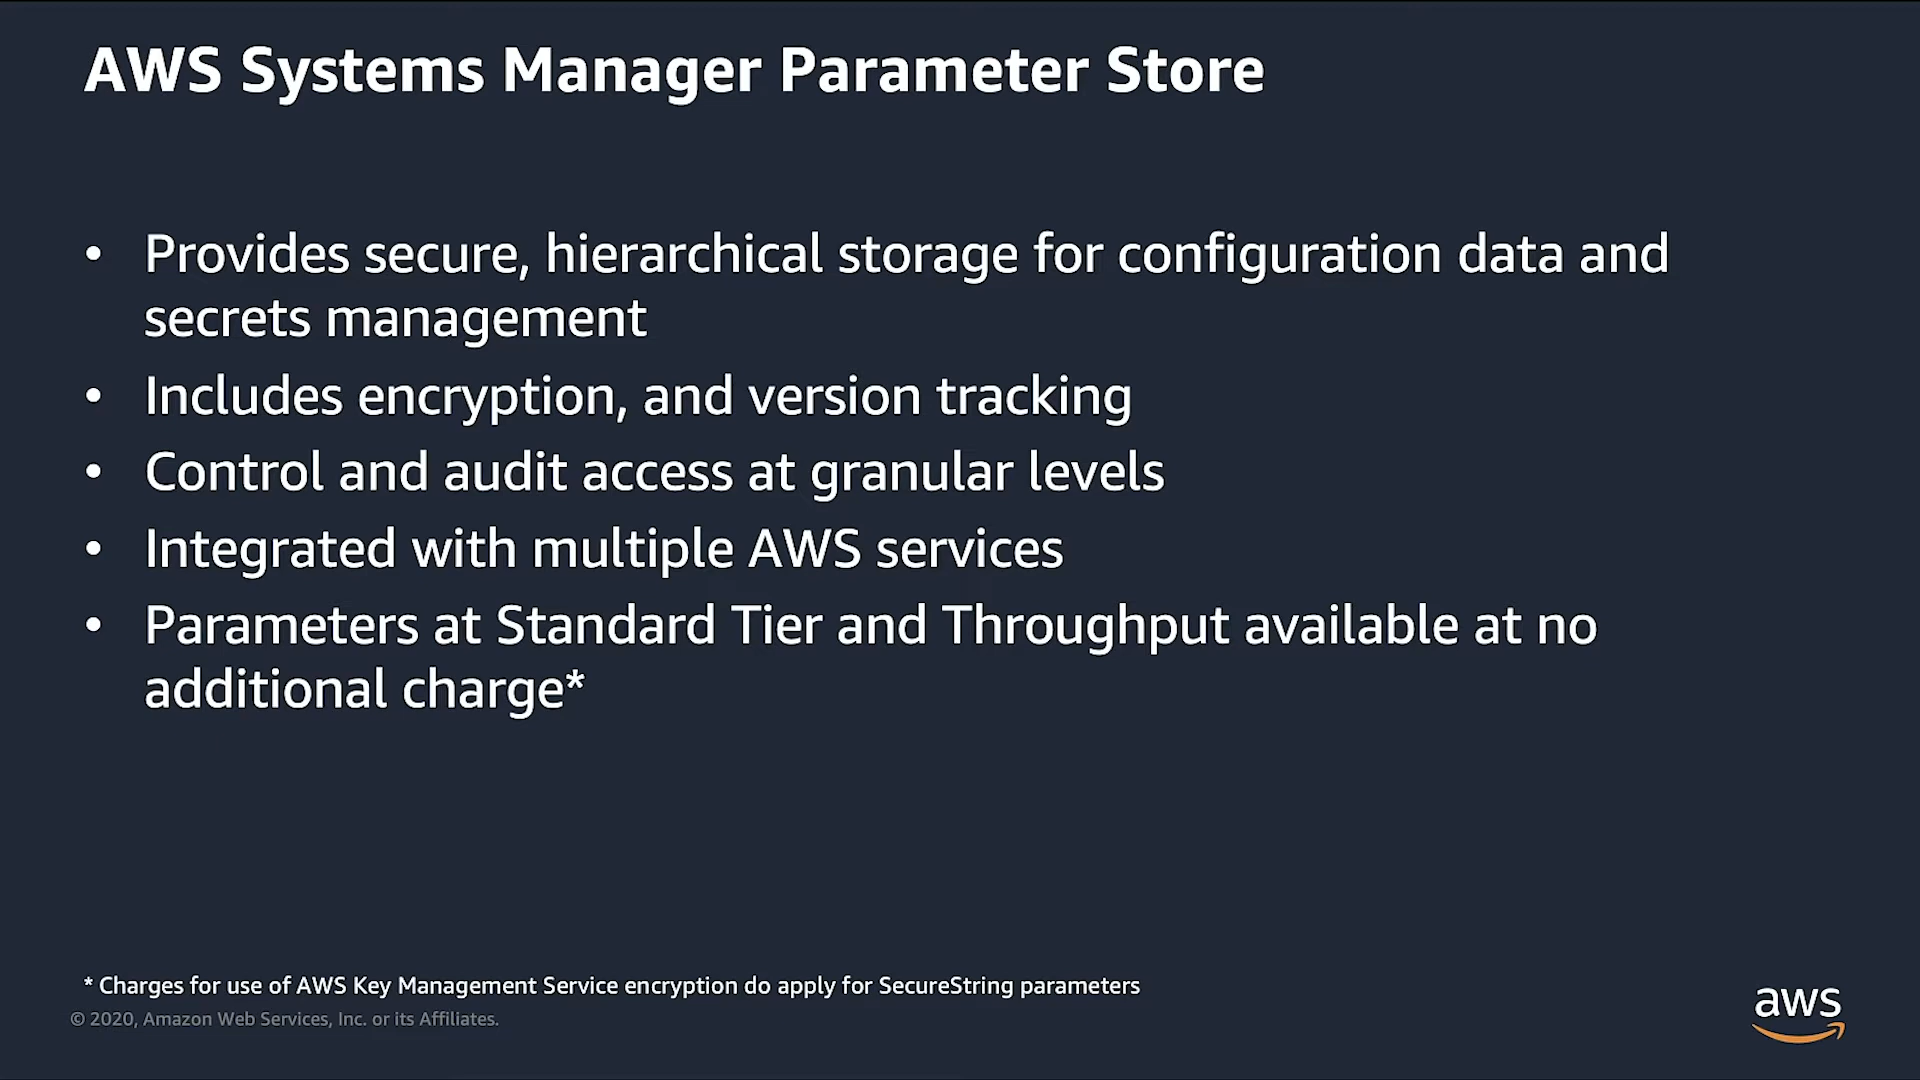 AWS Systems Manager Parameter Store
• Provides secure, hierarchical storage for configuration data and
secrets management
• Includes encryption, and version tracking
• Control and audit access at granular levels
• Integrated with multiple AWS services
• Parameters at Standard Tier and Throughput available at no
additional charge*
* Charges for use of AWS Key Management Service encryption do apply for SecureString parameters
© 2020, Amazon Web Services, Inc. or its Affiliates.
aws